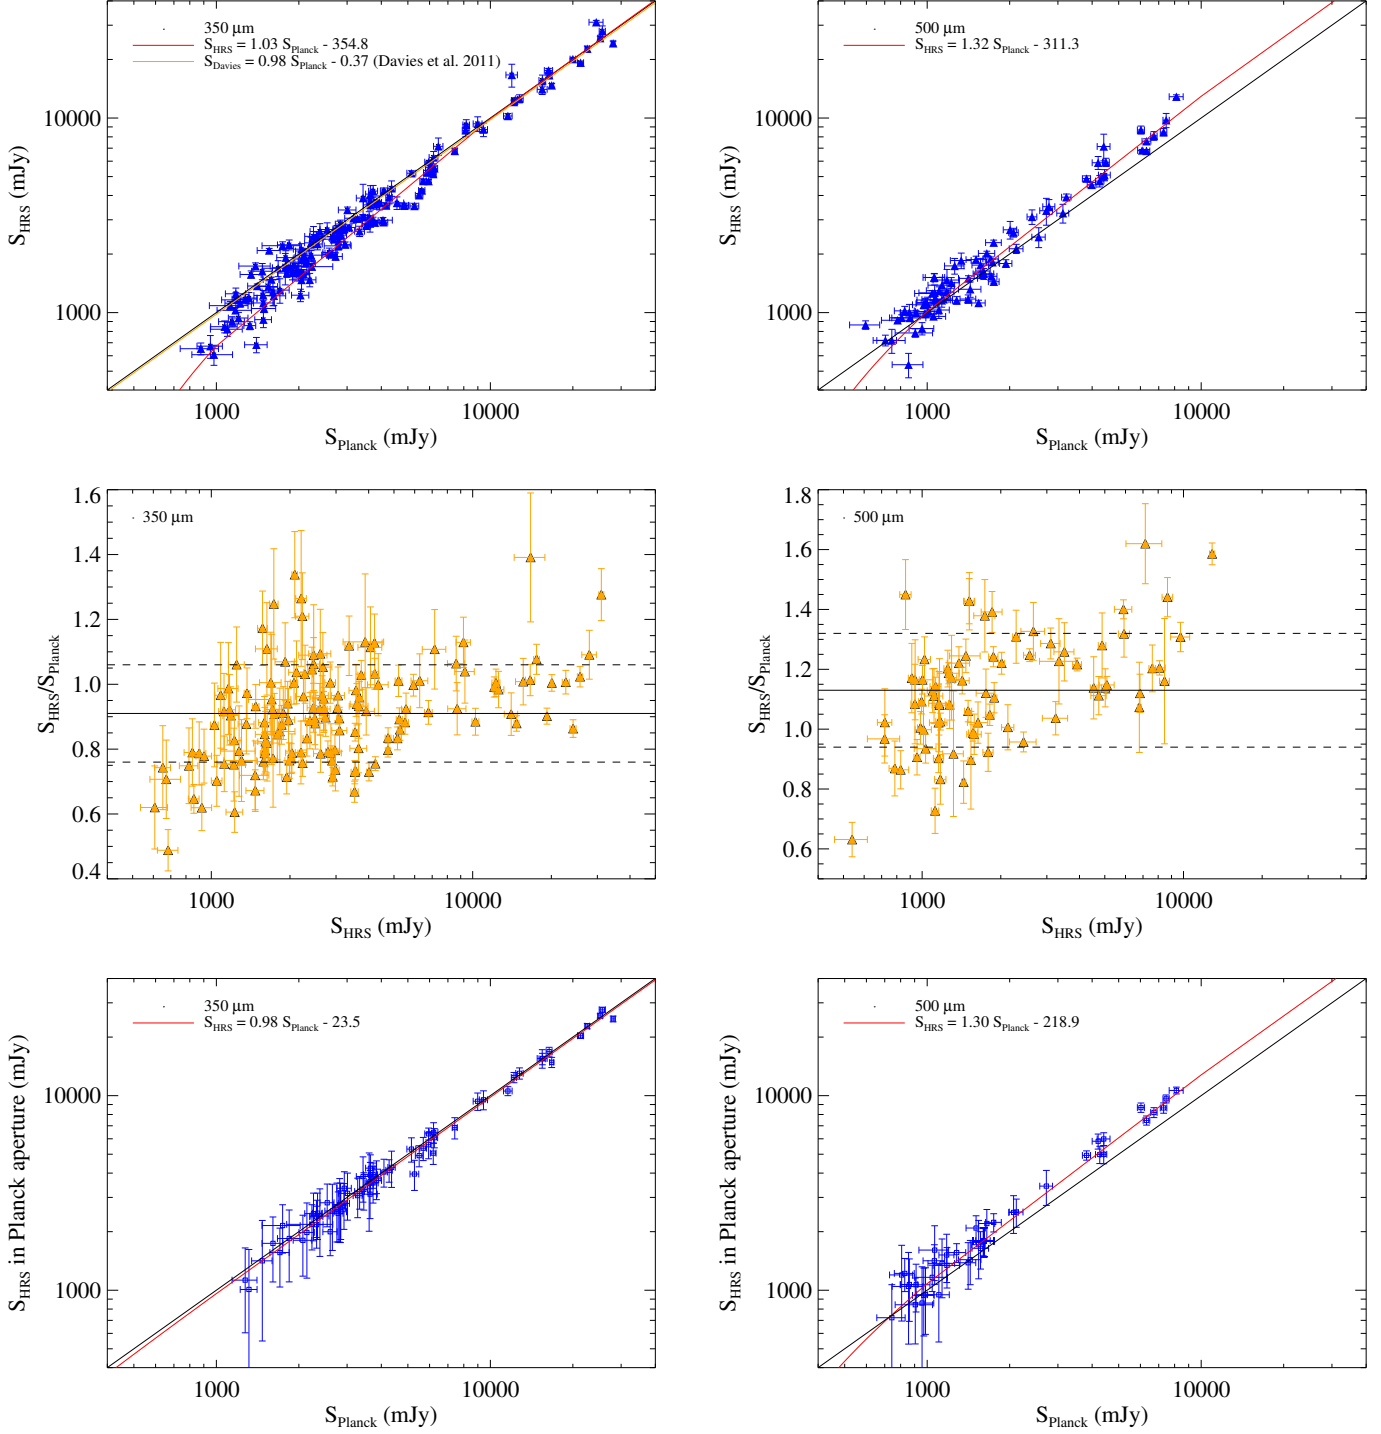 350 μm
S_HRS = 1.03 S_Planck - 354.8
S_Davies = 0.98 S_Planck - 0.37 (Davies et al. 2011)
10000
1000
S_HRS (mJy)
1000 10000
S_Planck (mJy)
500 μm
S_HRS = 1.32 S_Planck - 311.3
10000
1000
S_HRS (mJy)
1000 10000
S_Planck (mJy)
350 μm
1.6
1.4
1.2
1.0
0.8
0.6
0.4
S_HRS/S_Planck
1000 10000
S_HRS (mJy)
500 μm
1.8
1.6
1.4
1.2
1.0
0.8
0.6
S_HRS/S_Planck
1000 10000
S_HRS (mJy)
350 μm
S_HRS = 0.98 S_Planck - 23.5
10000
1000
S_HRS in Planck aperture (mJy)
1000 10000
S_Planck (mJy)
500 μm
S_HRS = 1.30 S_Planck - 218.9
10000
1000
S_HRS in Planck aperture (mJy)
1000 10000
S_Planck (mJy)